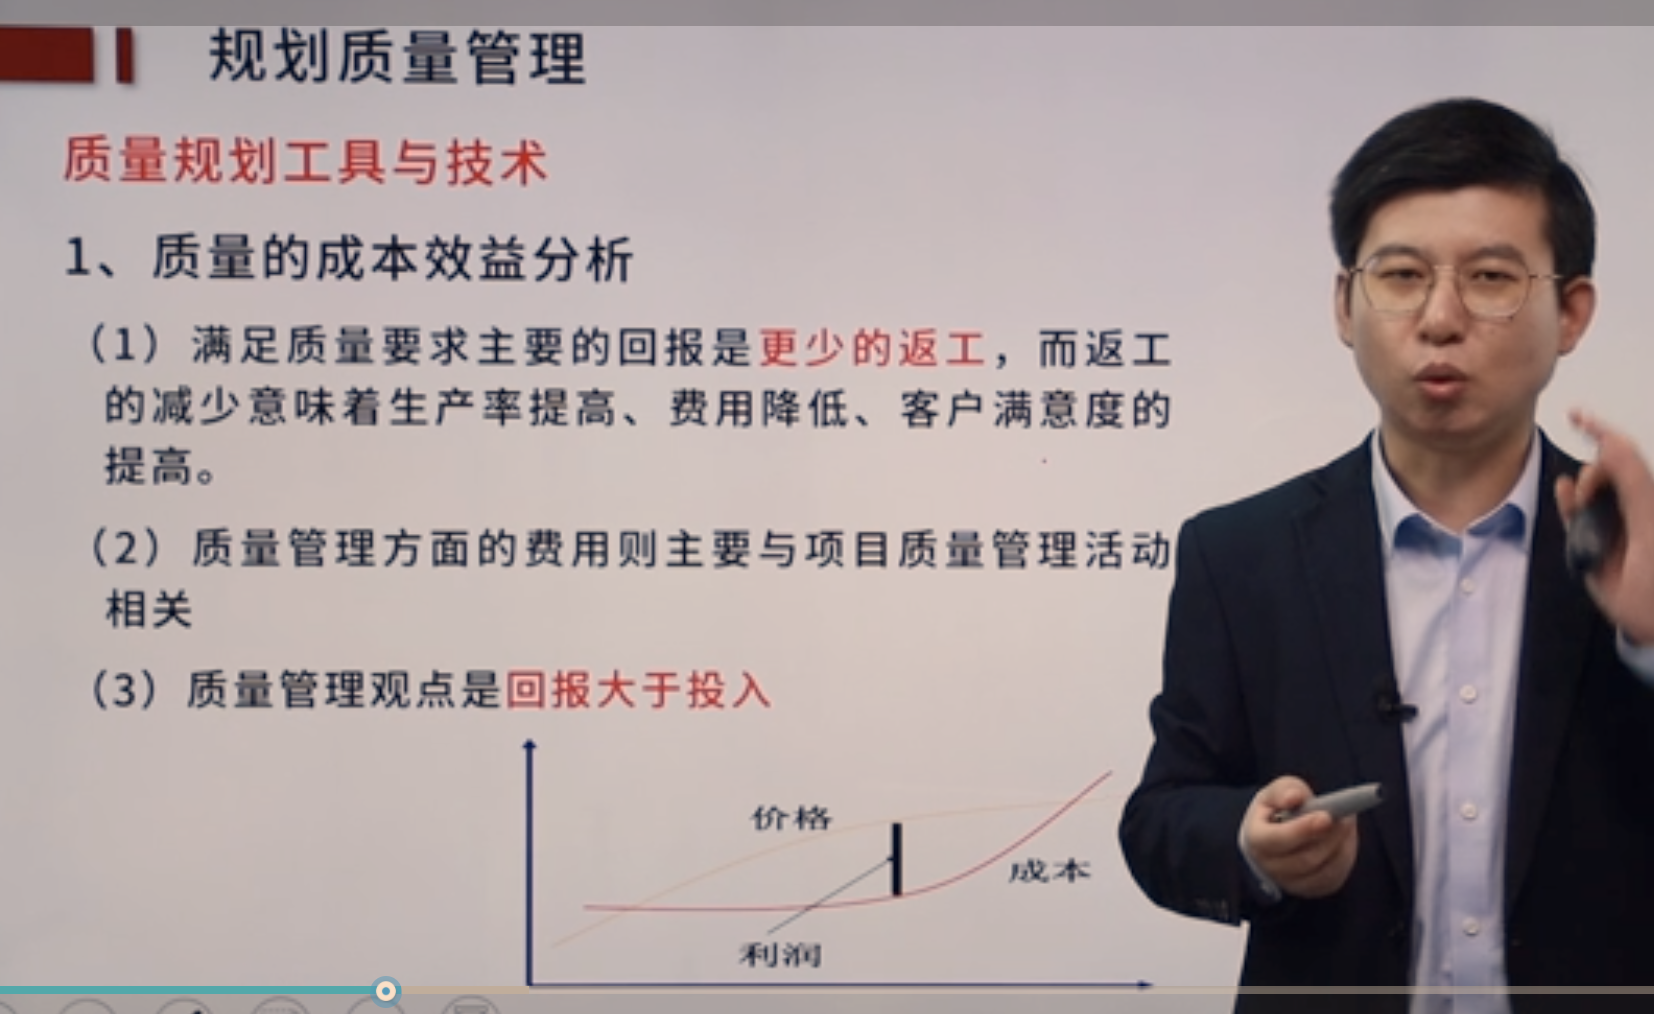 规划质量管理
质量规划工具与技术
1、质量的成本效益分析
（1）满足质量要求主要的回报是更少的返工，而返工
的减少意味着生产率提高、费用降低、客户满意度的
提高。
（2）质量管理方面的费用则主要与项目质量管理活动
相关
（3）质量管理观点是回报大于投入
价格
成本
利润